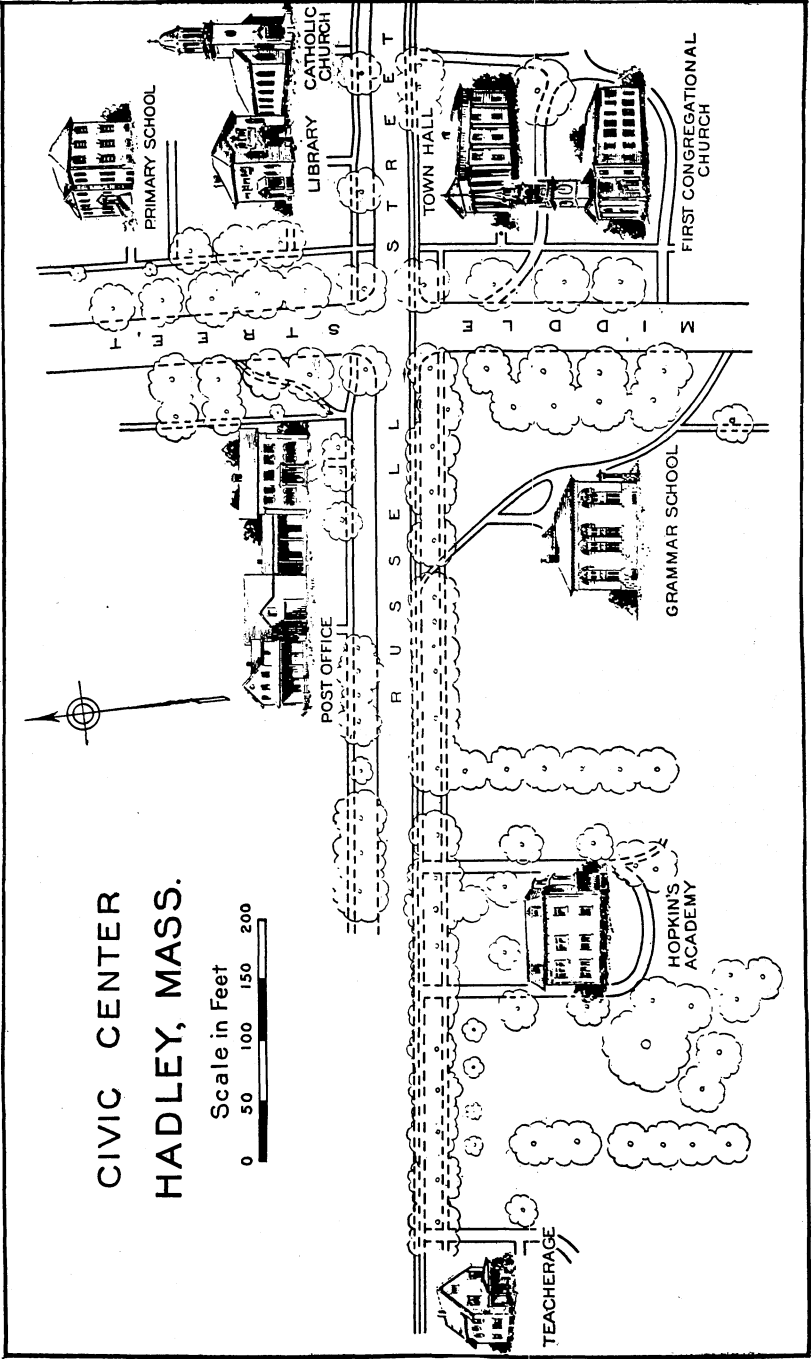 CIVIC CENTER
HADLEY, MASS.
Scale in Feet
0 50 100 150 200
PRIMARY SCHOOL
LIBRARY
CATHOLIC
CHURCH
POST OFFICE
RUSSELL STREET
MIDDLE STREET
TOWN HALL
FIRST CONGREGATIONAL
CHURCH
GRAMMAR SCHOOL
HOPKIN'S
ACADEMY
TEACHERAGE